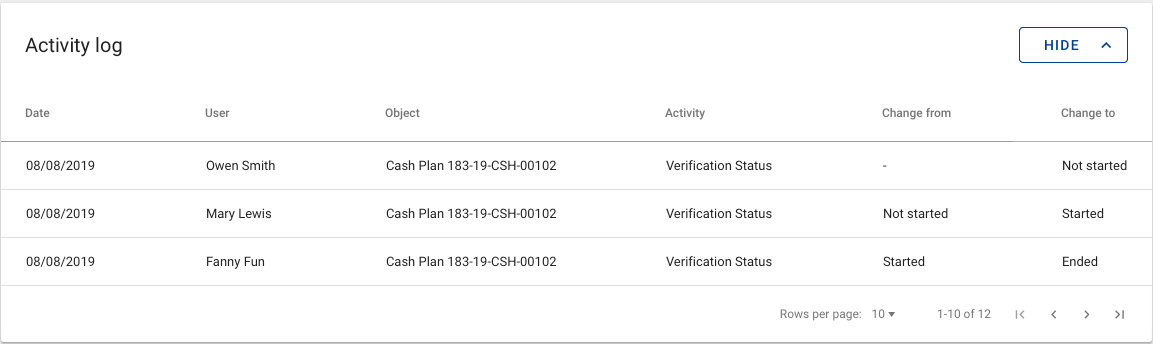 Activity log HIDE
Date User Object Activity Change from Change to
08/08/2019 Owen Smith Cash Plan 183-19-CSH-00102 Verification Status - Not started
08/08/2019 Mary Lewis Cash Plan 183-19-CSH-00102 Verification Status Not started Started
08/08/2019 Fanny Fun Cash Plan 183-19-CSH-00102 Verification Status Started Ended
Rows per page: 10 1-10 of 12